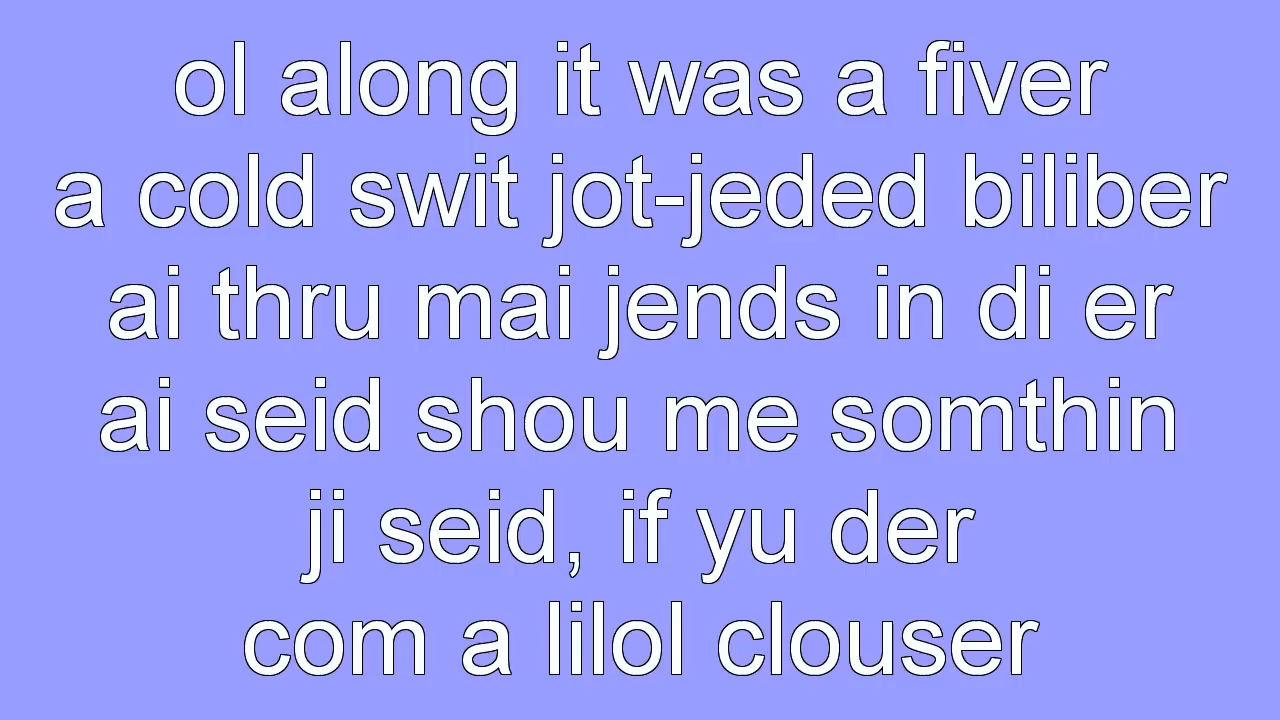 ol along it was a fiver
a cold swit jot-jeded biliber
ai thru mai jends in di er
ai seid shou me somthin
ji seid, if yu der
com a lilol clouser